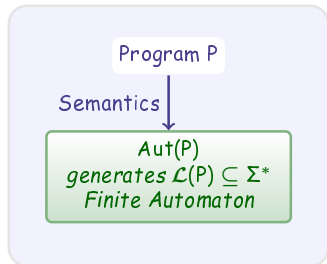 Program P
Semantics
Aut(P)
generates ℒ(P) ⊆ Σ*
Finite Automaton